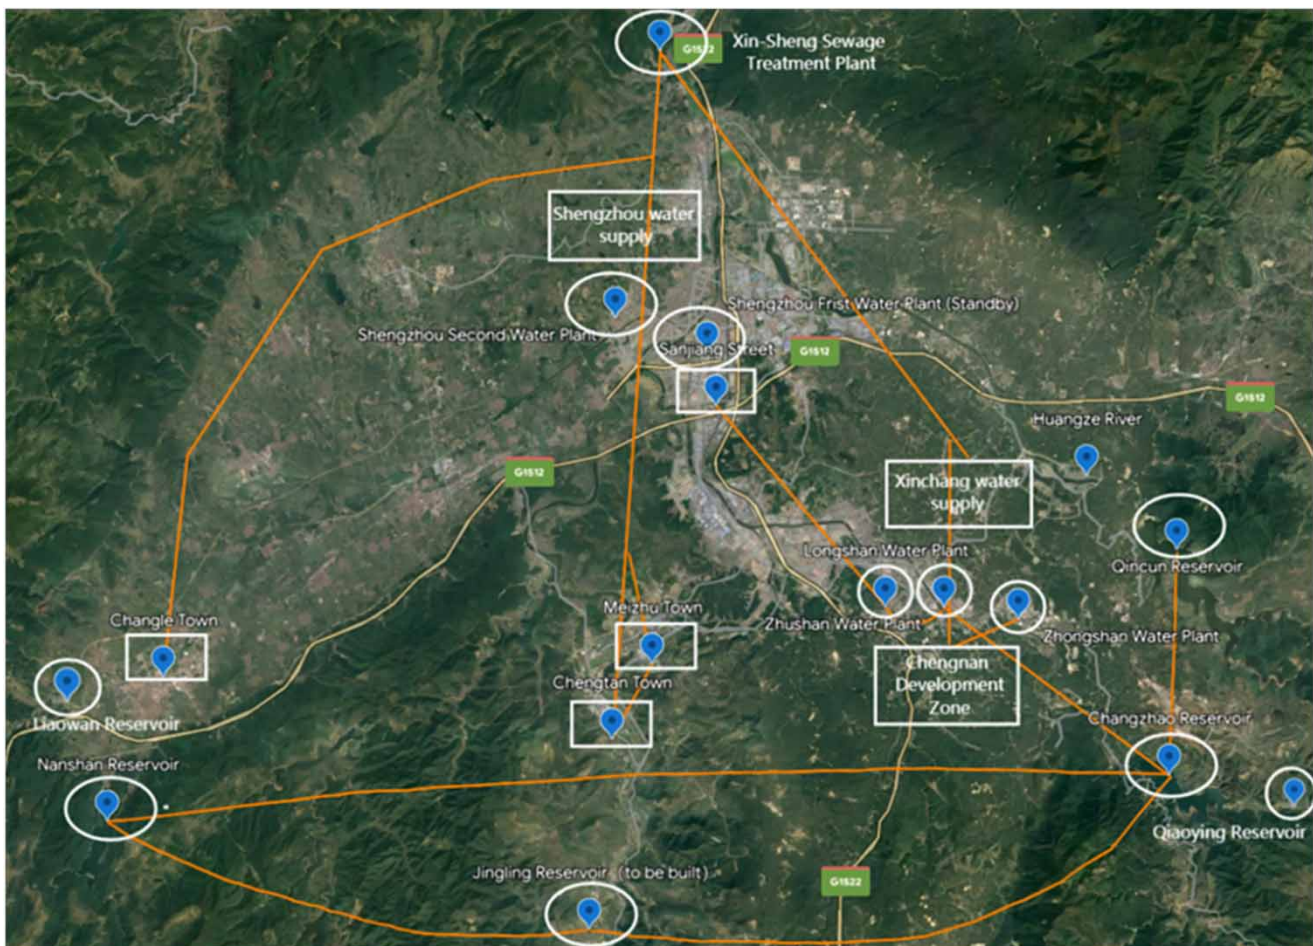 G1522
Xin-Sheng Sewage
Treatment Plant
Shengzhou water
supply
Shengzhou Frist Water Plant (Standby)
Shengzhou Second Water Plant
Sanjiang Street
G1512
G1512
Huangze River
G1512
Xinchang water
supply
Longshan Water Plant
Qincun Reservoir
Meizhu Town
Changle Town
Zhushan Water Plant
Zhongshan Water Plant
Chengtan Town
Chengnan
Development
Zone
Liaowan Reservoir
Changzhao Reservoir
Nanshan Reservoir
Qiaoying Reservoir
Jingling Reservoir (to be built)
G1522